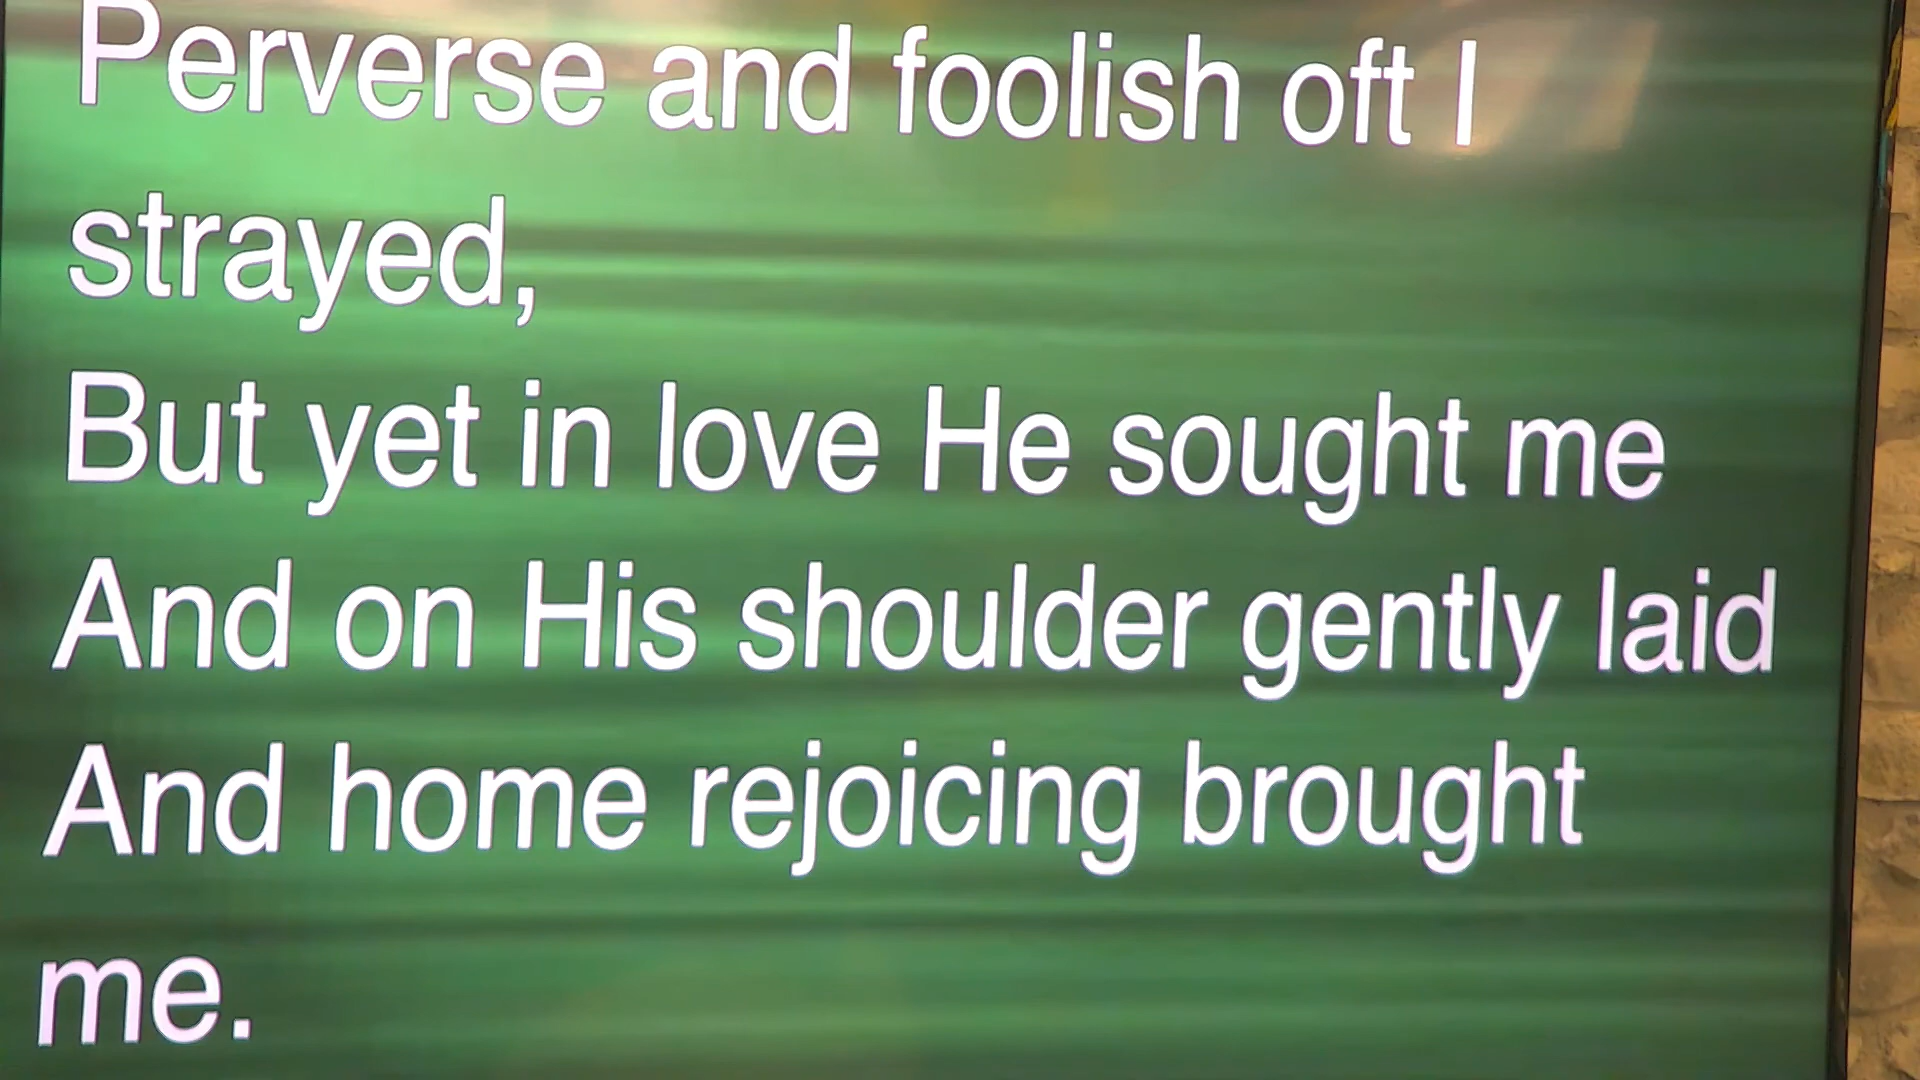 Perverse and foolish oft I
strayed,
But yet in love He sought me
And on His shoulder gently laid
And home rejoicing brought
me.